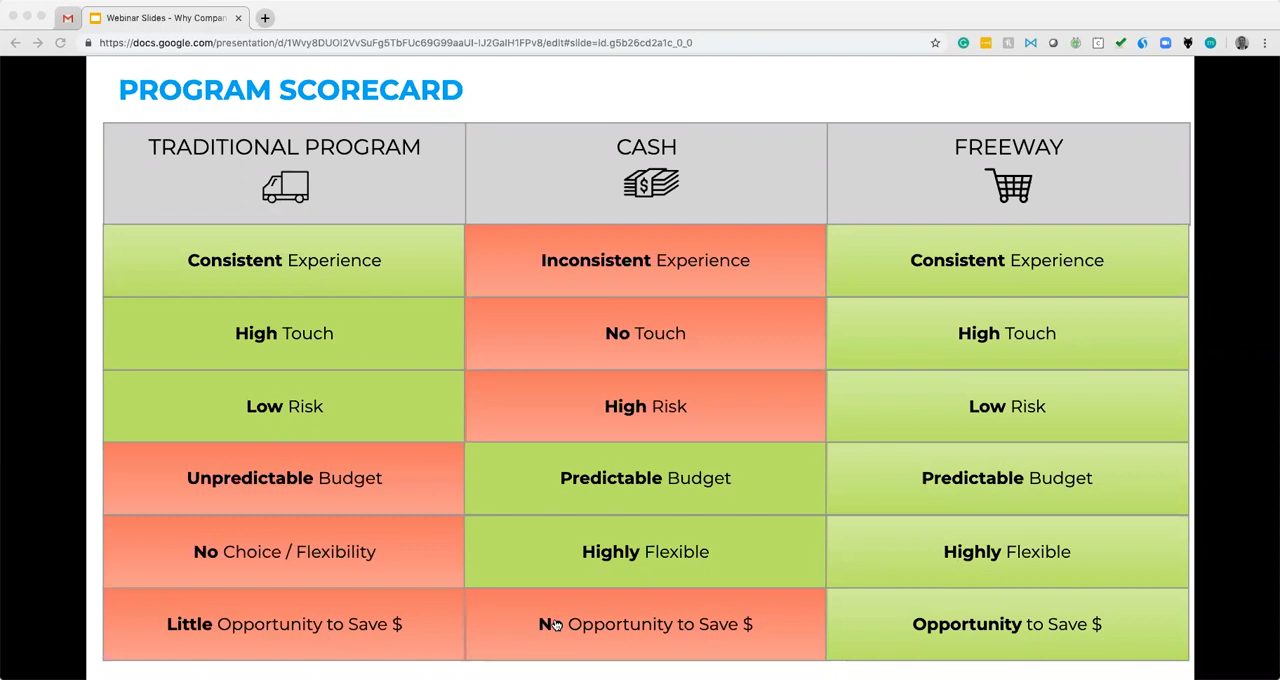 Webinar Slides - Why Compan
https://docs.google.com/presentation/d/1Wvy8DUOI2VvSuFg5TbFUc69G99aaUI-IJ2GaIH1FPv8/edit#slide=id.g5b26cd2a1c_0_0
PROGRAM SCORECARD
TRADITIONAL PROGRAM
CASH
FREEWAY
Consistent Experience
Inconsistent Experience
Consistent Experience
High Touch
No Touch
High Touch
Low Risk
High Risk
Low Risk
Unpredictable Budget
Predictable Budget
Predictable Budget
No Choice / Flexibility
Highly Flexible
Highly Flexible
Little Opportunity to Save $
No Opportunity to Save $
Opportunity to Save $